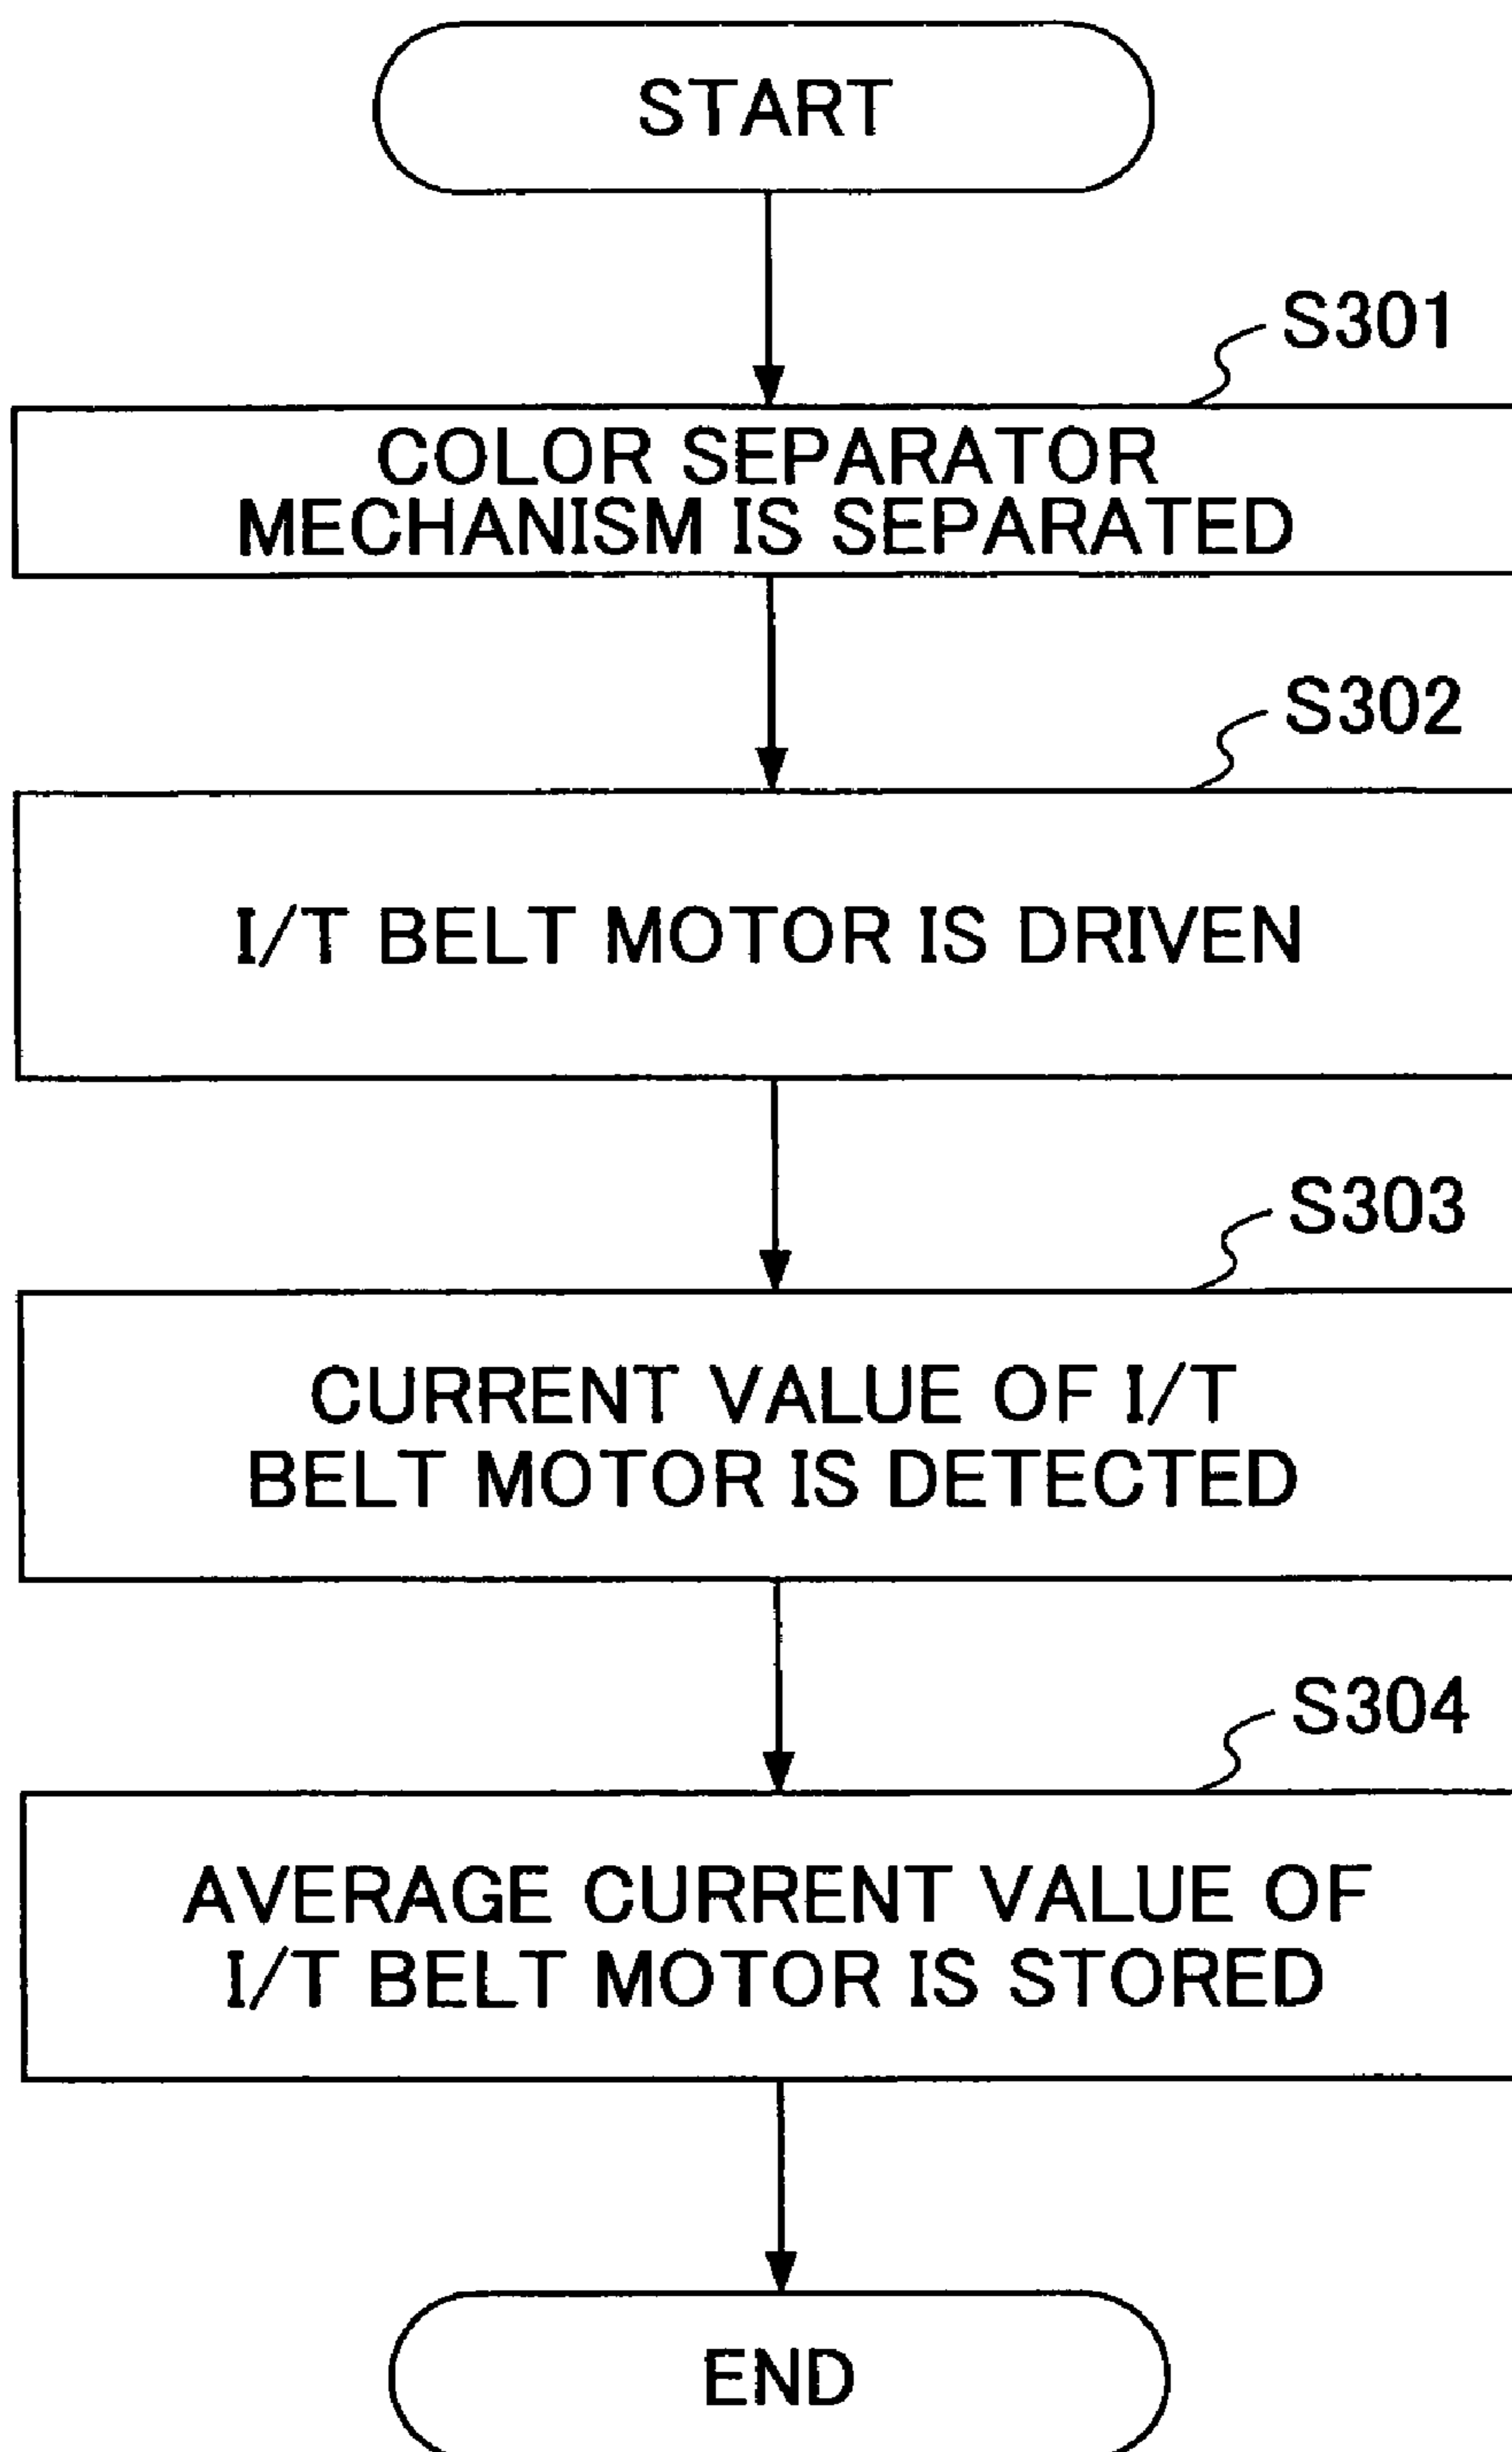 START
S301
COLOR SEPARATOR
MECHANISM IS SEPARATED
S302
I/T BELT MOTOR IS DRIVEN
S303
CURRENT VALUE OF I/T
BELT MOTOR IS DETECTED
S304
AVERAGE CURRENT VALUE OF
I/T BELT MOTOR IS STORED
END